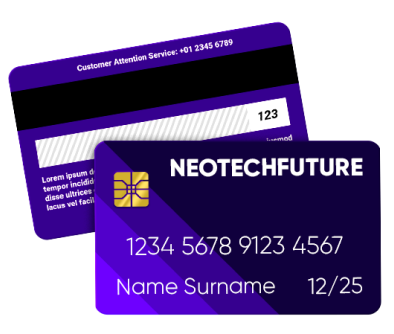 Customer Attention Service: +01 2345 6789
123
Lorem ipsum
tempor
disse ultrices
lacus vel
NEOTECHFUTURE
1234 5678 9123 4567
Name Surname 12/25